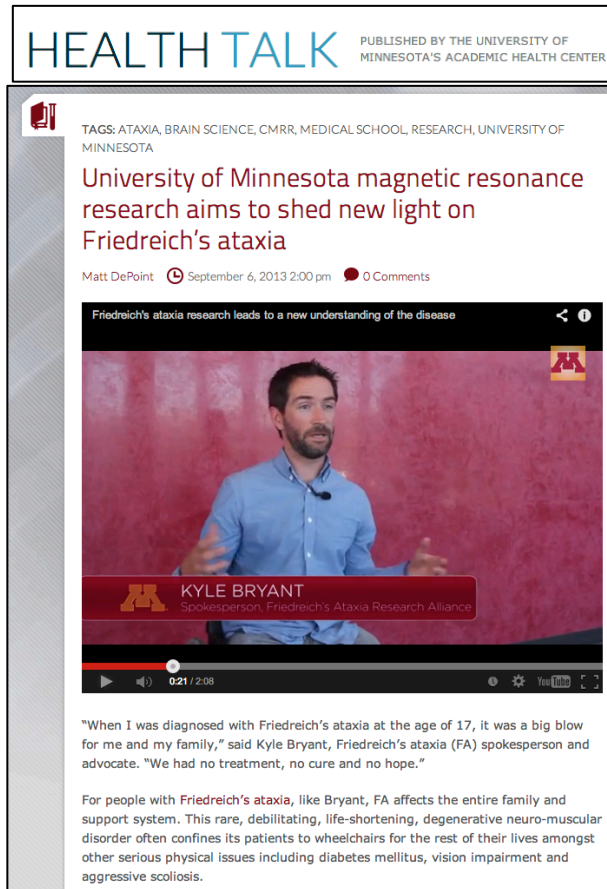 HEALTH TALK
PUBLISHED BY THE UNIVERSITY OF
MINNESOTA'S ACADEMIC HEALTH CENTER
TAGS: ATAXIA, BRAIN SCIENCE, CMRR, MEDICAL SCHOOL, RESEARCH, UNIVERSITY OF
MINNESOTA
University of Minnesota magnetic resonance
research aims to shed new light on
Friedreich's ataxia
Matt DePoint September 6, 2013 2:00 pm 0 Comments
Friedreich's ataxia research leads to a new understanding of the disease
M
M KYLE BRYANT
Spokesperson, Friedreich's Ataxia Research Alliance
0:21 / 2:08 YouTube
"When I was diagnosed with Friedreich's ataxia at the age of 17, it was a big blow
for me and my family," said Kyle Bryant, Friedreich's ataxia (FA) spokesperson and
advocate. "We had no treatment, no cure and no hope."
For people with Friedreich's ataxia, like Bryant, FA affects the entire family and
support system. This rare, debilitating, life-shortening, degenerative neuro-muscular
disorder often confines its patients to wheelchairs for the rest of their lives amongst
other serious physical issues including diabetes mellitus, vision impairment and
aggressive scoliosis.